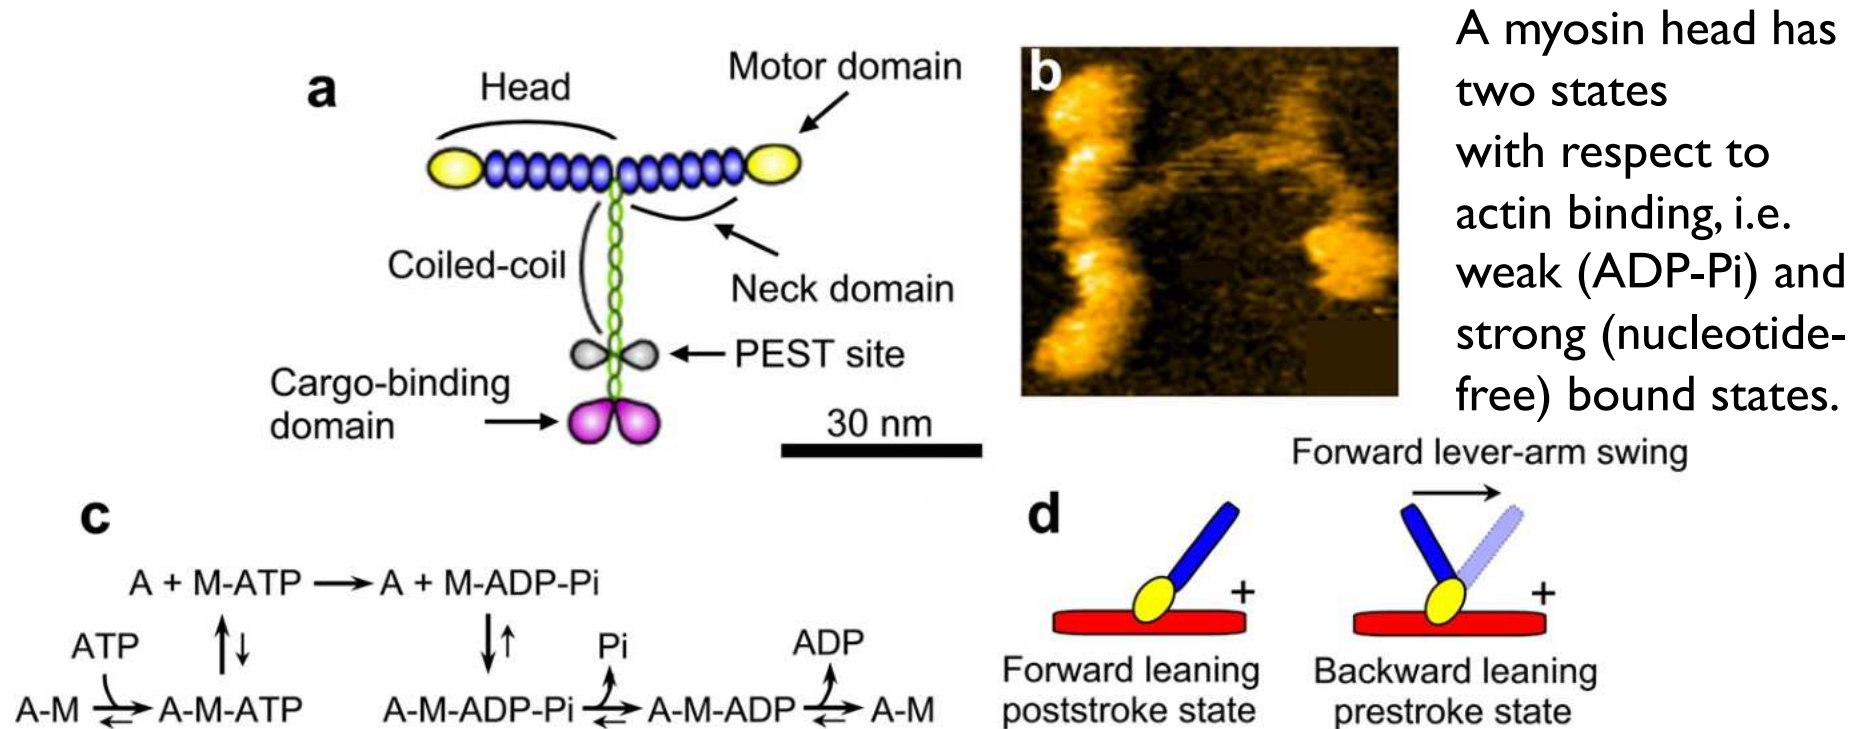 a
Head
Motor domain
Coiled-coil
Neck domain
PEST site
Cargo-binding
domain
30 nm
b
A myosin head has
two states
with respect to
actin binding, i.e.
weak (ADP-Pi) and
strong (nucleotide-
free) bound states.
c
A + M-ATP → A + M-ADP-Pi
ATP
Pi
ADP
A-M
A-M-ATP
A-M-ADP-Pi
A-M-ADP
A-M
d
Forward lever-arm swing
+
+
Forward leaning
poststroke state
Backward leaning
prestroke state